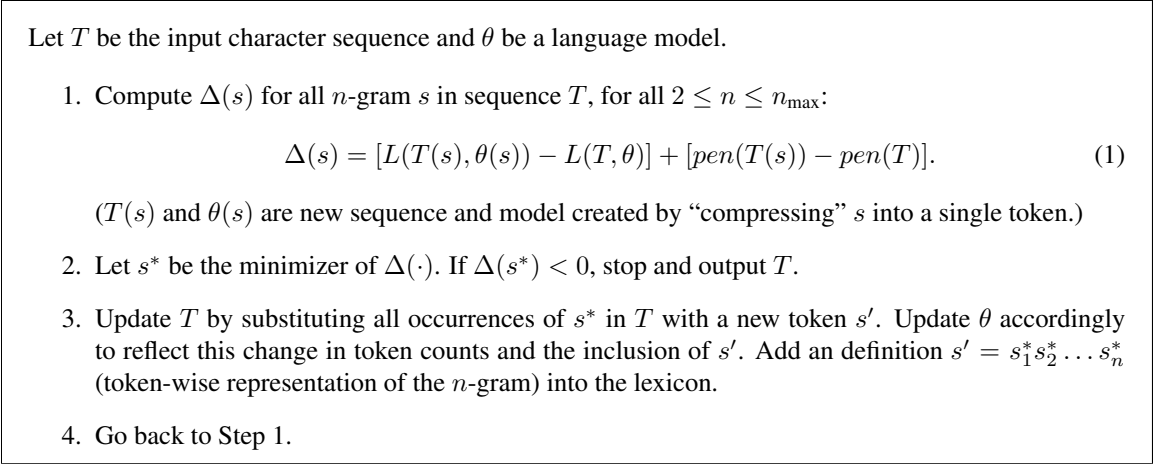 Let T be the input character sequence and θ be a language model.
1. Compute Δ(s) for all n-gram s in sequence T, for all 2 ≤ n ≤ n_max:
Δ(s) = [L(T(s), θ(s)) − L(T, θ)] + [pen(T(s)) − pen(T)]. (1)
(T(s) and θ(s) are new sequence and model created by “compressing” s into a single token.)
2. Let s* be the minimizer of Δ(·). If Δ(s*) < 0, stop and output T.
3. Update T by substituting all occurrences of s* in T with a new token s′. Update θ accordingly
to reflect this change in token counts and the inclusion of s′. Add an definition s′ = s*₁s*₂ . . . s*ₙ
(token-wise representation of the n-gram) into the lexicon.
4. Go back to Step 1.